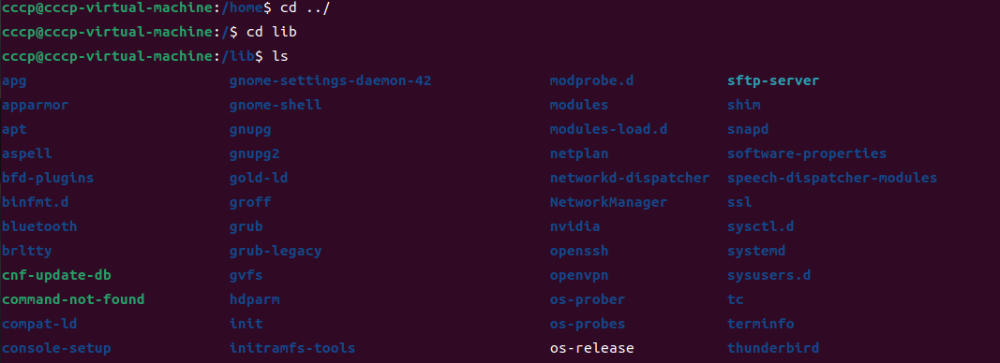 cccp@cccp-virtual-machine:/home$ cd ../
cccp@cccp-virtual-machine:/$ cd lib
cccp@cccp-virtual-machine:/lib$ ls
apg gnome-settings-daemon-42 modprobe.d sftp-server
apparmor gnome-shell modules shim
apt gnupg modules-load.d snapd
aspell gnupg2 netplan software-properties
bfd-plugins gold-ld networkd-dispatcher speech-dispatcher-modules
binfmt.d groff NetworkManager ssl
bluetooth grub nvidia sysctl.d
brltty grub-legacy openssh systemd
cnf-update-db gvfs openvpn sysusers.d
command-not-found hdparm os-prober tc
compat-ld init os-probes terminfo
console-setup initramfs-tools os-release thunderbird